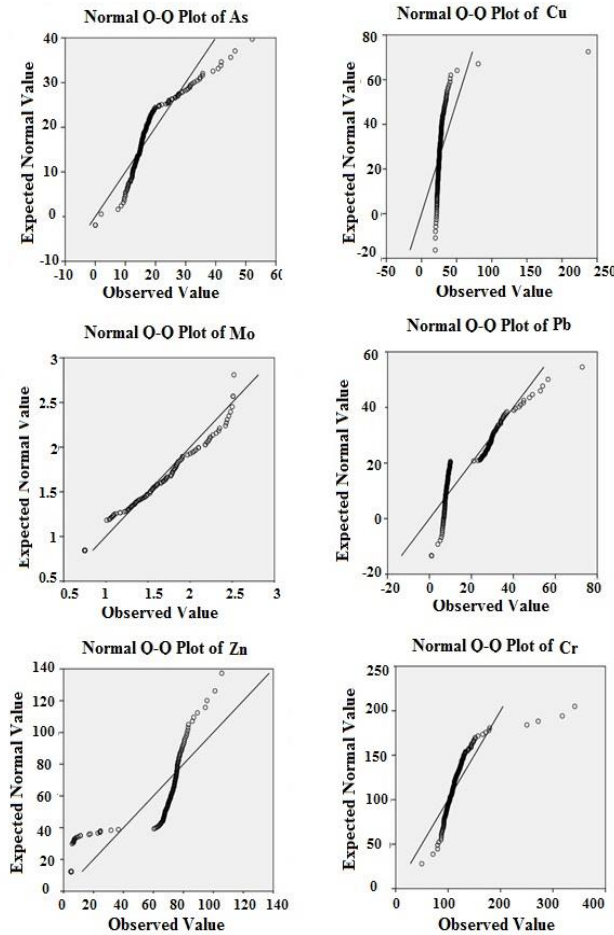 Normal Q-Q Plot of As
Expected Normal Value
40
30
20
10
0
-10
-10 0 10 20 30 40 50 60
Observed Value
Normal Q-Q Plot of Cu
Expected Normal Value
80
60
40
20
0
-20
-50 0 50 100 150 200 250
Observed Value
Normal Q-Q Plot of Mo
Expected Normal Value
3
2.5
2
1.5
1
0.5
0.5 1 1.5 2 2.5 3
Observed Value
Normal Q-Q Plot of Pb
Expected Normal Value
60
40
20
0
-20
-20 0 20 40 60 80
Observed Value
Normal Q-Q Plot of Zn
Expected Normal Value
140
120
100
80
60
40
20
0
0 20 40 60 80 100 120 140
Observed Value
Normal Q-Q Plot of Cr
Expected Normal Value
250
200
150
100
50
0
0 100 200 300 400
Observed Value